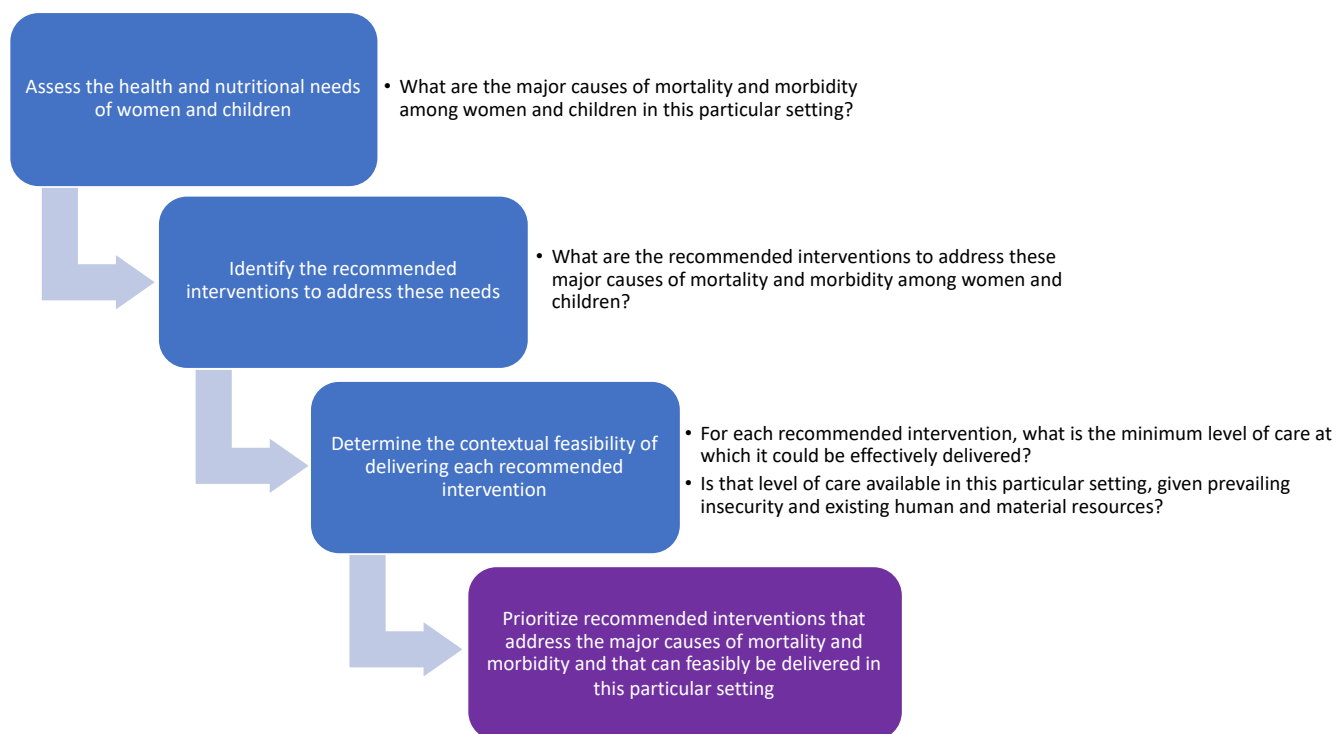 Assess the health and nutritional needs
of women and children
• What are the major causes of mortality and morbidity
among women and children in this particular setting?
Identify the recommended
interventions to address these needs
• What are the recommended interventions to address these
major causes of mortality and morbidity among women and
children?
Determine the contextual feasibility of
delivering each recommended
intervention
• For each recommended intervention, what is the minimum level of care at
which it could be effectively delivered?
• Is that level of care available in this particular setting, given prevailing
insecurity and existing human and material resources?
Prioritize recommended interventions that
address the major causes of mortality and
morbidity and that can feasibly be delivered in
this particular setting